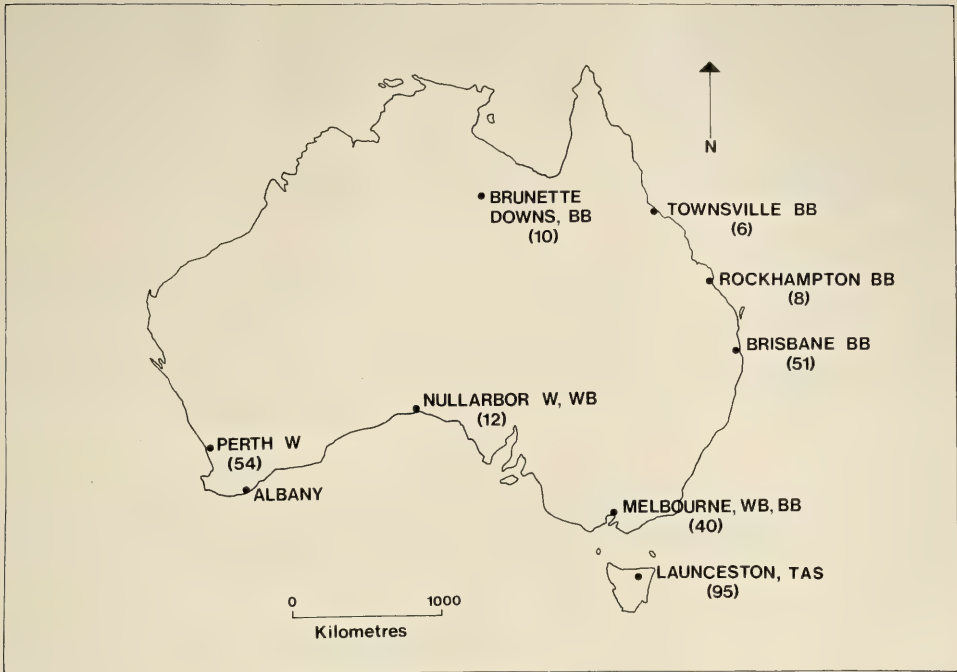 N
BRUNETTE
DOWNS, BB
(10)
TOWNSVILLE BB
(6)
ROCKHAMPTON BB
(8)
BRISBANE BB
(51)
NULLARBOR W, WB
(12)
PERTH W
(54)
ALBANY
MELBOURNE, WB, BB
(40)
LAUNCESTON, TAS
(95)
0 1000
Kilometres